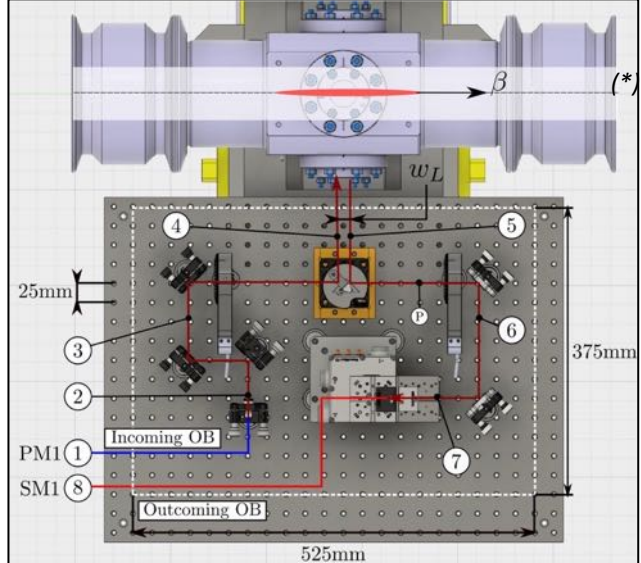 β
(*)
w_L
4
5
25mm
P
3
6
375mm
2
Incoming OB
PM1 1
7
SM1 8
Outcoming OB
525mm